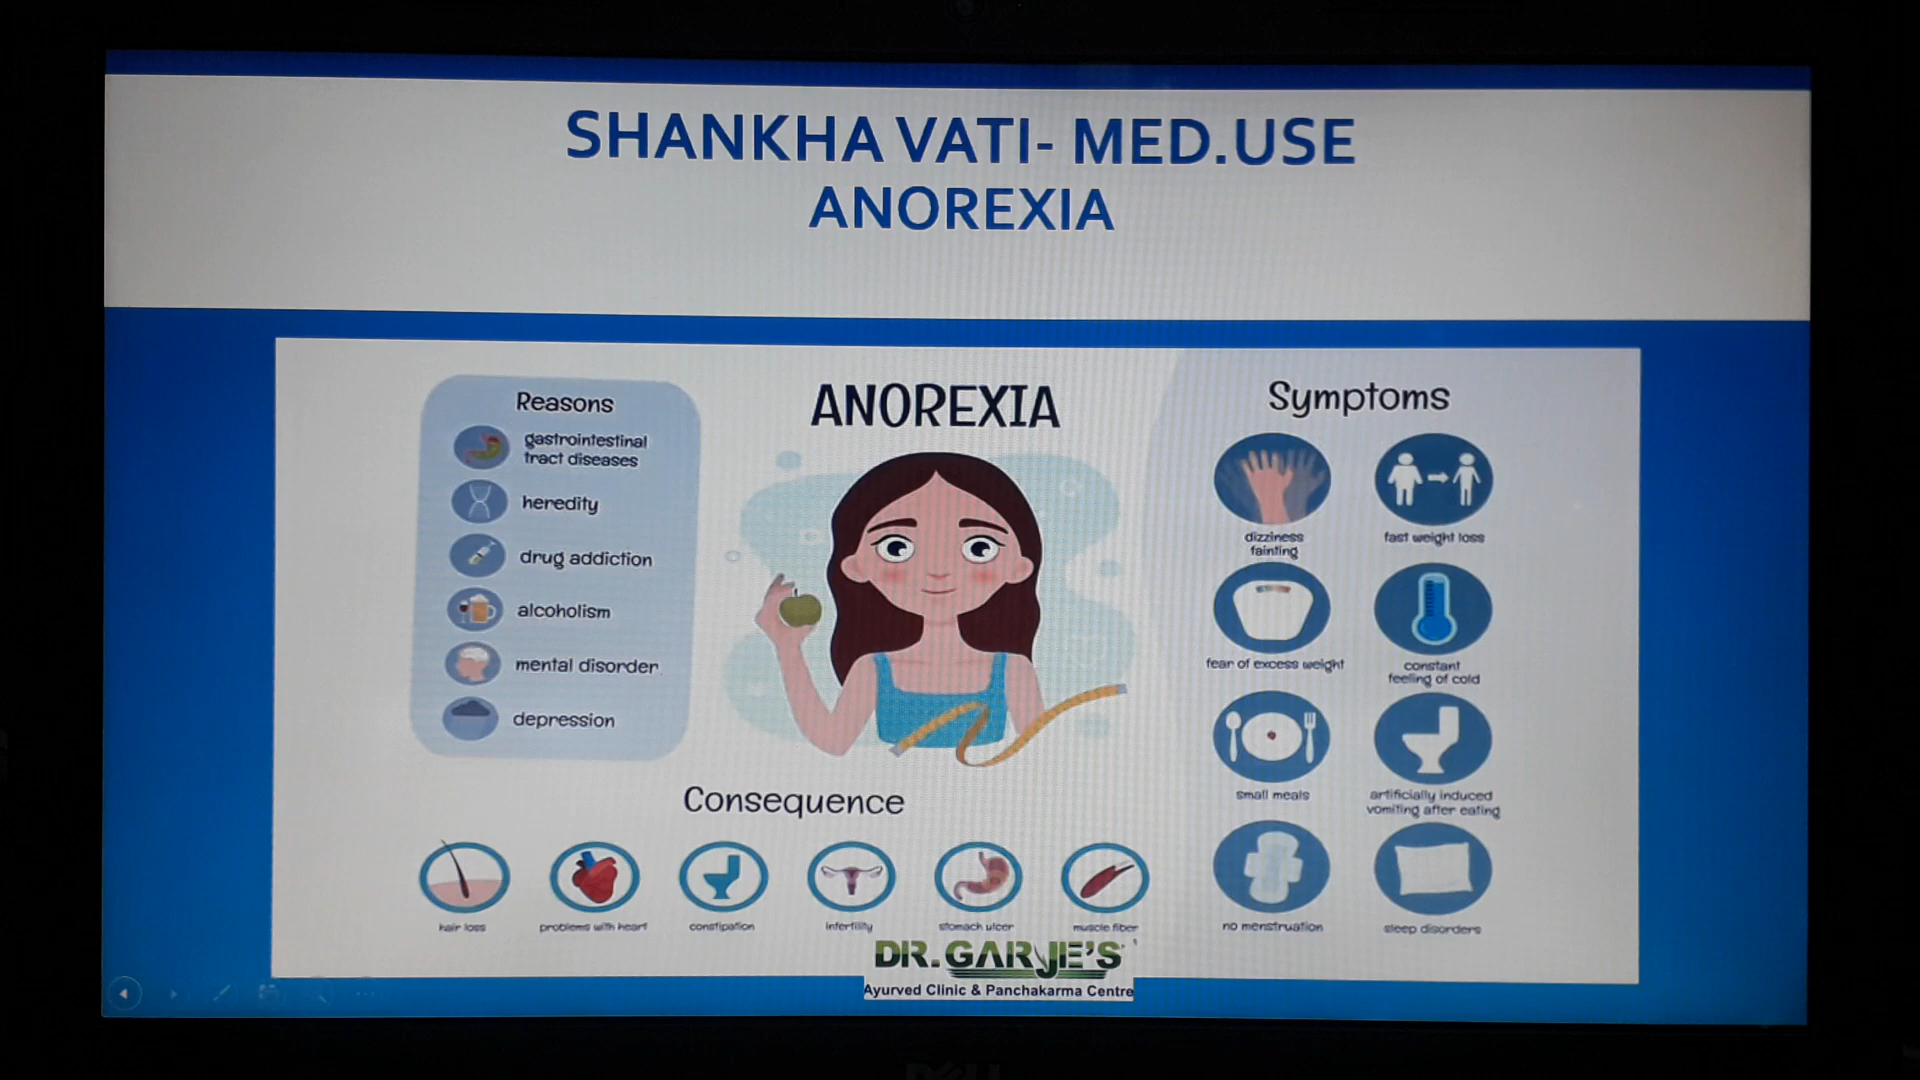 SHANKHA VATI- MED.USE
ANOREXIA
Reasons
gastrointestinal
tract diseases
heredity
drug addiction
alcoholism
mental disorder
depression
ANOREXIA
Symptoms
dizziness
fainting
fast weight loss
fear of excess weight
constant
feeling of cold
small meals
artificially induced
vomiting after eating
no menstruation
sleep disorders
Consequence
hair loss
problems with heart
constipation
infertility
stomach ulcer
muscle fiber
DR.GARJE'S
Ayurved Clinic & Panchakarma Centre
DELL